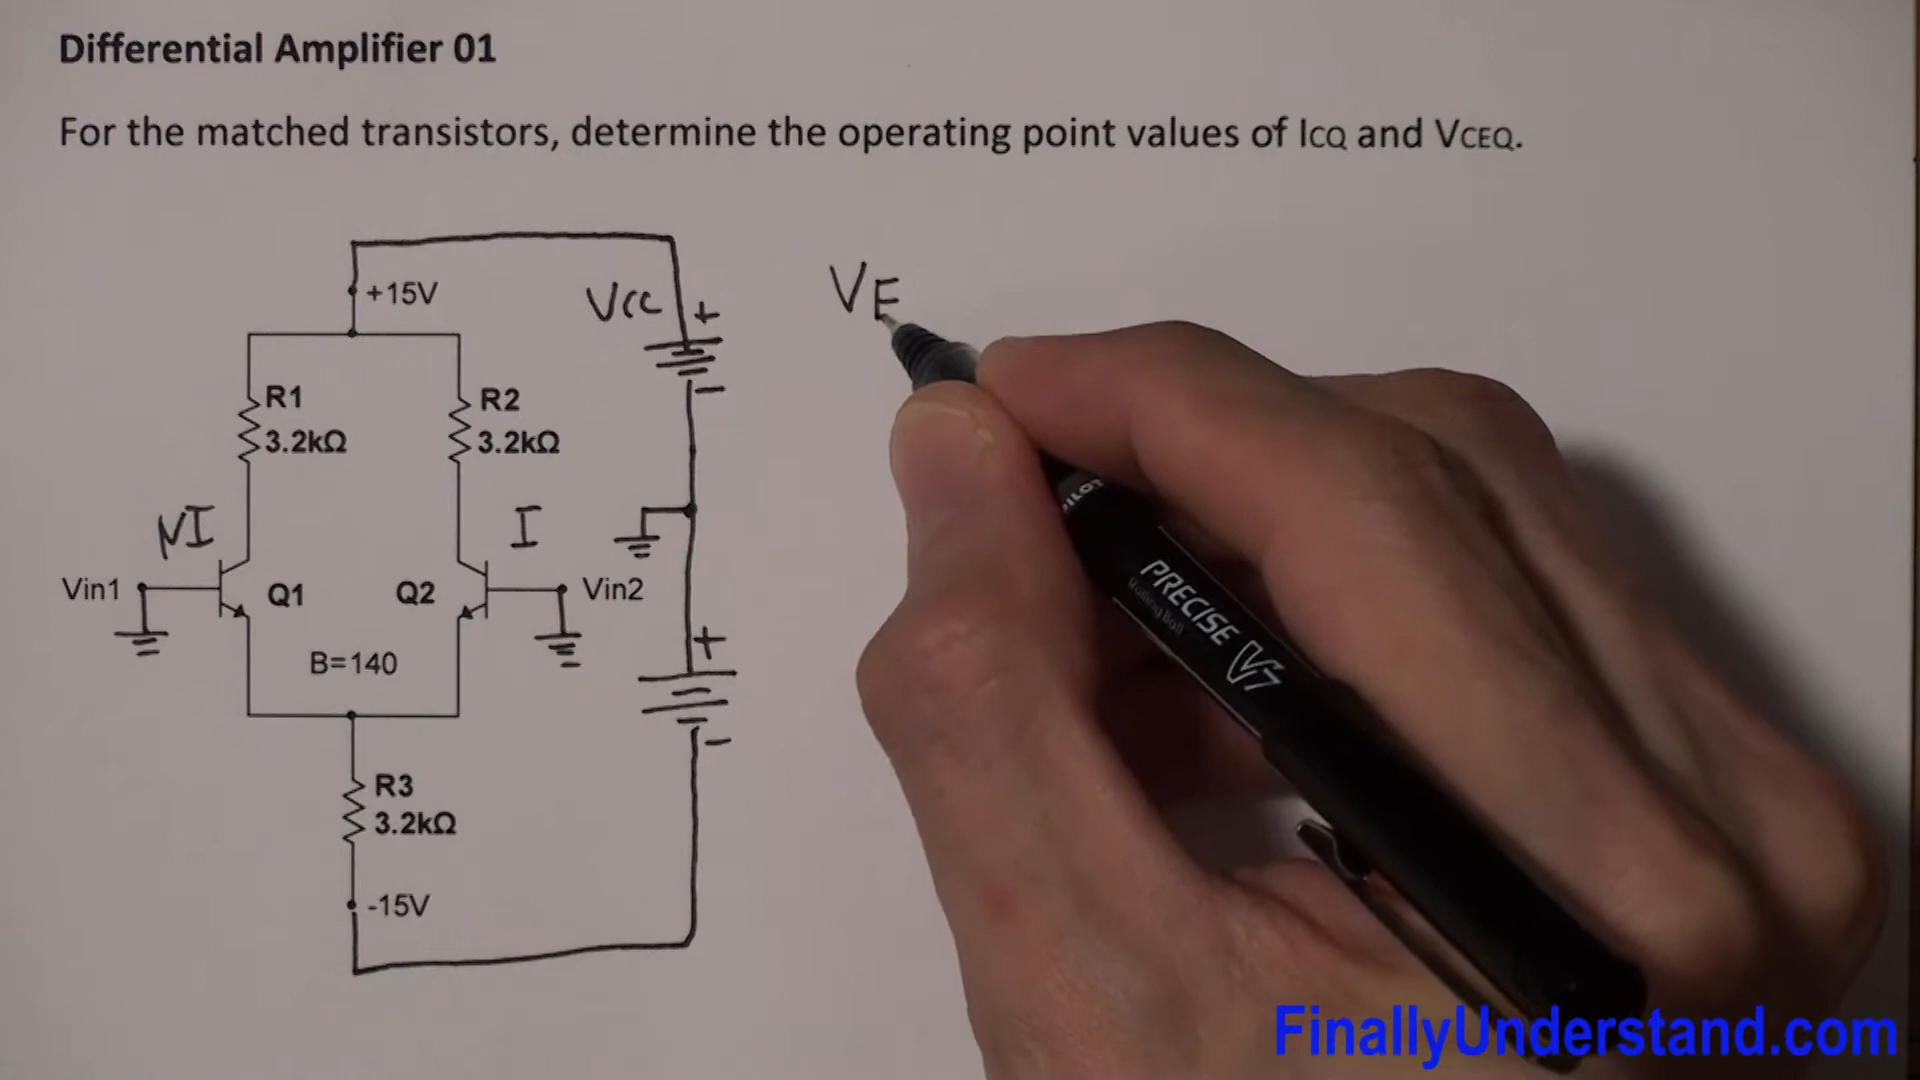 Differential Amplifier 01
For the matched transistors, determine the operating point values of ICQ and VCEQ.
+15V
VCC
+
VE
-
R1
3.2kΩ
R2
3.2kΩ
NI
I
Vin1
Q1
Q2
Vin2
B=140
+
-
R3
3.2kΩ
-15V
PILOT
PRECISE V7
Rolling Ball
FinallyUnderstand.com